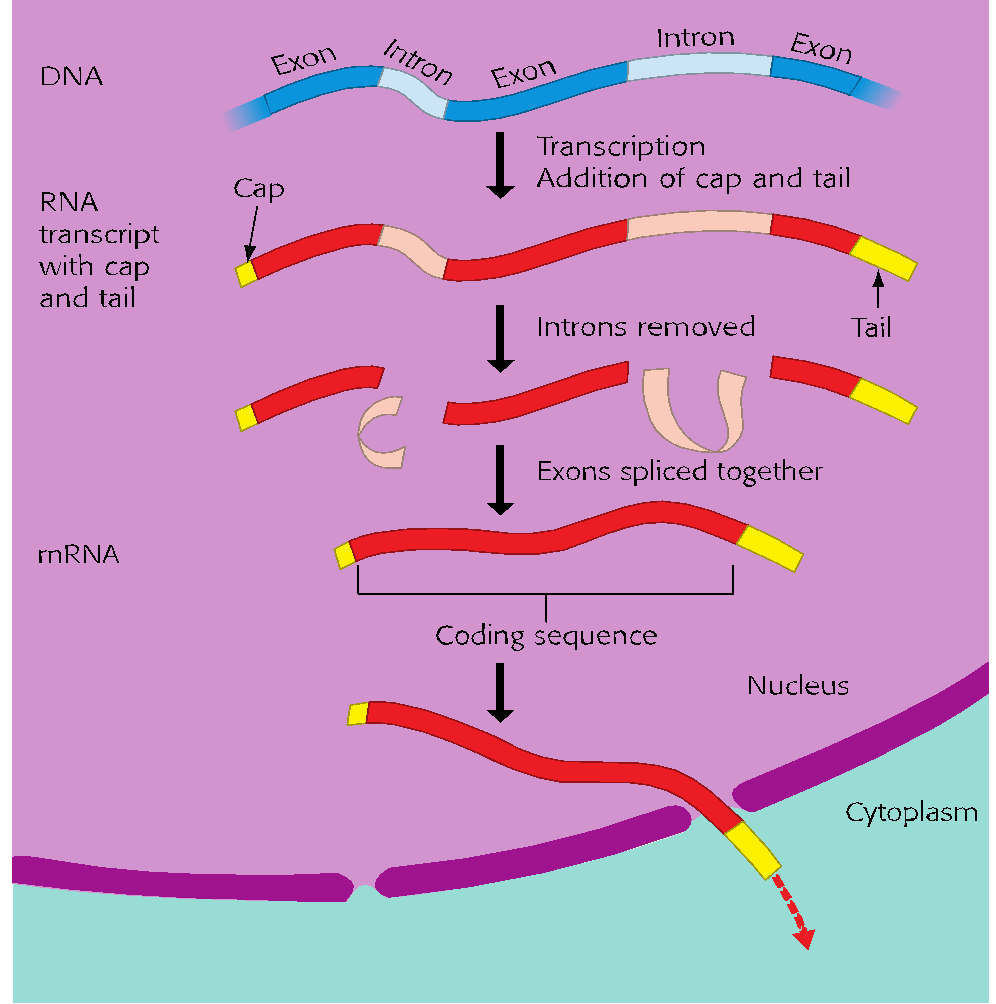 DNA
Exon
Intron
Exon
Intron
Exon
Transcription
Addition of cap and tail
RNA
transcript
with cap
and tail
Cap
Tail
Introns removed
Exons spliced together
mRNA
Coding sequence
Nucleus
Cytoplasm